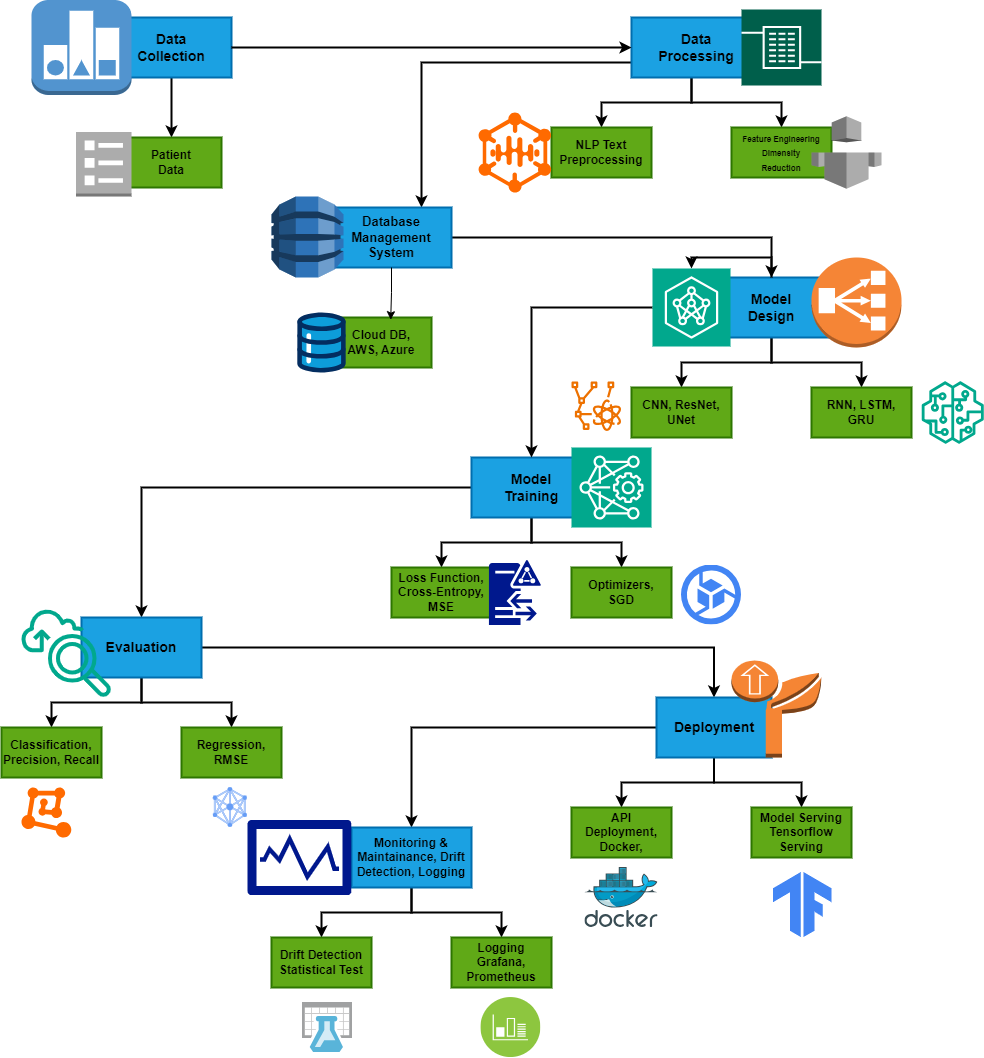 Data
Collection
Data
Processing
Patient
Data
NLP Text
Preprocessing
Feature Engineering
Dimensity
Reduction
Database
Management
System
Cloud DB,
AWS, Azure
Model
Design
CNN, ResNet,
UNet
RNN, LSTM,
GRU
Model
Training
Loss Function,
Cross-Entropy,
MSE
Optimizers,
SGD
Evaluation
Classification,
Precision, Recall
Regression,
RMSE
Deployment
API
Deployment,
Docker,
docker
Model Serving
Tensorflow
Serving
Monitoring &
Maintainance, Drift
Detection, Logging
Drift Detection
Statistical Test
Logging
Grafana,
Prometheus